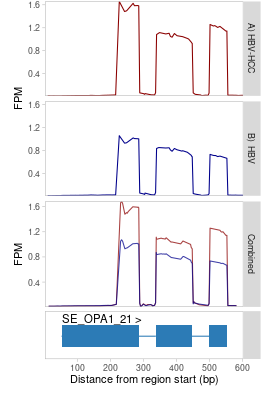 1.6
1.2
0.8
0.4
A) HBV-HCC
FPM
1.6
1.2
0.8
0.4
B) HBV
1.6
1.2
0.8
0.4
Combined
FPM
SE_OPA1_21 >
100 200 300 400 500 600
Distance from region start (bp)